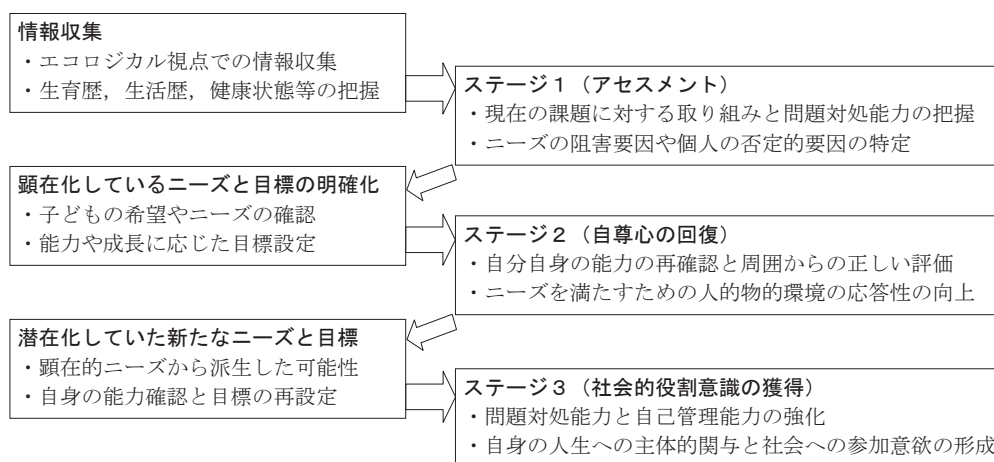 情報収集
・エコロジカル視点での情報収集
・生育歴，生活歴，健康状態等の把握
ステージ１（アセスメント）
・現在の課題に対する取り組みと問題対処能力の把握
・ニーズの阻害要因や個人の否定的要因の特定
顕在化しているニーズと目標の明確化
・子どもの希望やニーズの確認
・能力や成長に応じた目標設定
ステージ２（自尊心の回復）
・自分自身の能力の再確認と周囲からの正しい評価
・ニーズを満たすための人的物的環境の応答性の向上
潜在化していた新たなニーズと目標
・顕在的ニーズから派生した可能性
・自身の能力確認と目標の再設定
ステージ３（社会的役割意識の獲得）
・問題対処能力と自己管理能力の強化
・自身の人生への主体的関与と社会への参加意欲の形成